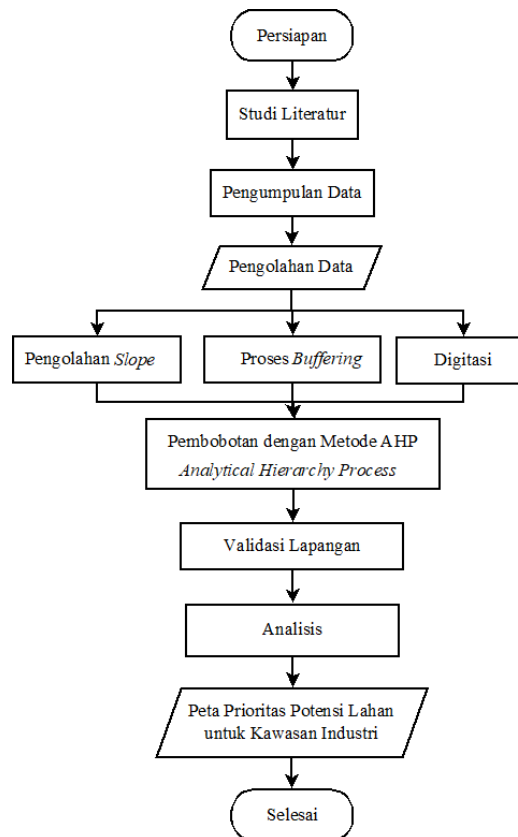 Persiapan
Studi Literatur
Pengumpulan Data
Pengolahan Data
Pengolahan Slope
Proses Buffering
Digitasi
Pembobotan dengan Metode AHP
Analytical Hierarchy Process
Validasi Lapangan
Analisis
Peta Prioritas Potensi Lahan
untuk Kawasan Industri
Selesai